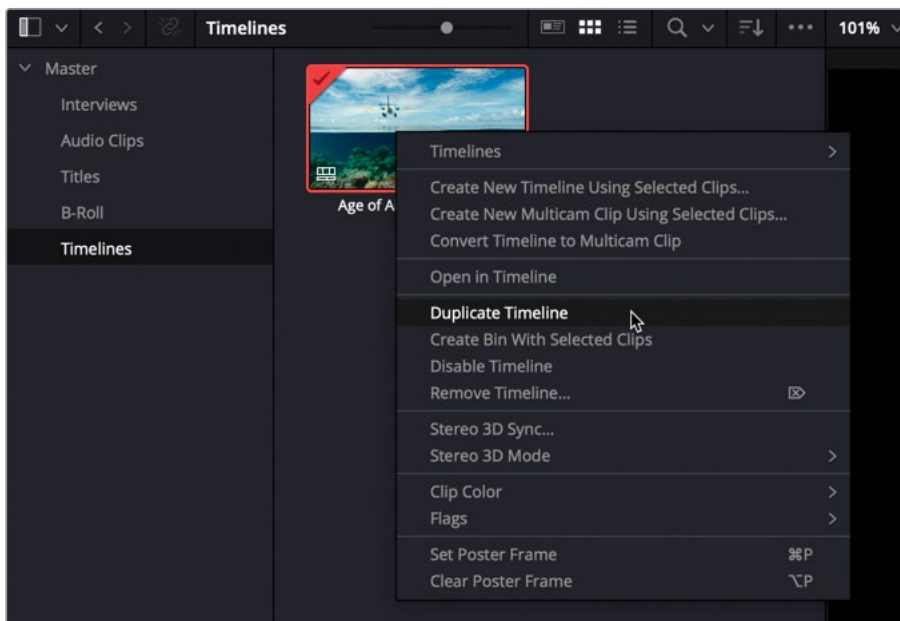 Timelines
101%
Master
Interviews
Audio Clips
Titles
B-Roll
Timelines
Age of A
Timelines
Create New Timeline Using Selected Clips...
Create New Multicam Clip Using Selected Clips...
Convert Timeline to Multicam Clip
Open in Timeline
Duplicate Timeline
Create Bin With Selected Clips
Disable Timeline
Remove Timeline... ⌦
Stereo 3D Sync...
Stereo 3D Mode
Clip Color
Flags
Set Poster Frame ⌘P
Clear Poster Frame ⌥P